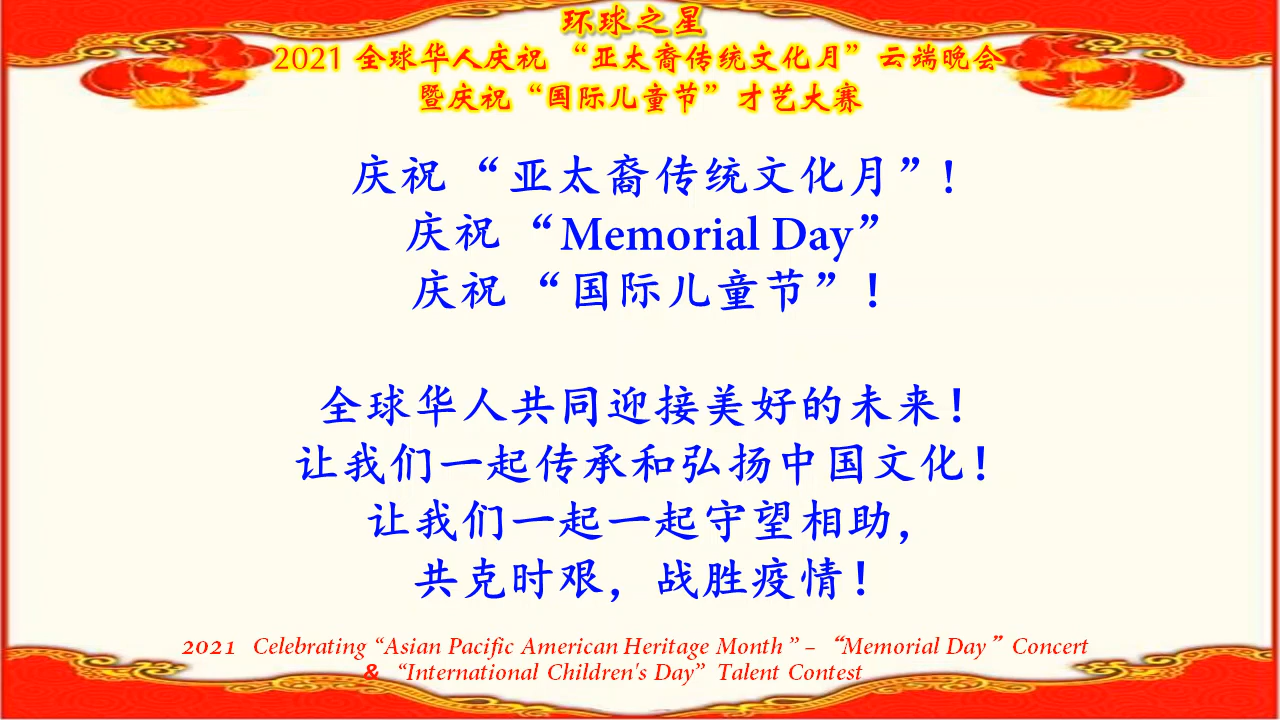 环球之星
2021 全球华人庆祝 “亚太裔传统文化月” 云端晚会
暨庆祝“国际儿童节”才艺大赛
庆祝 “亚太裔传统文化月”!
庆祝 “Memorial Day”
庆祝 “国际儿童节” !
全球华人共同迎接美好的未来!
让我们一起传承和弘扬中国文化!
让我们一起一起守望相助,
共克时艰，战胜疫情!
2021 Celebrating “Asian Pacific American Heritage Month ” – “Memorial Day” Concert
& “International Children's Day” Talent Contest